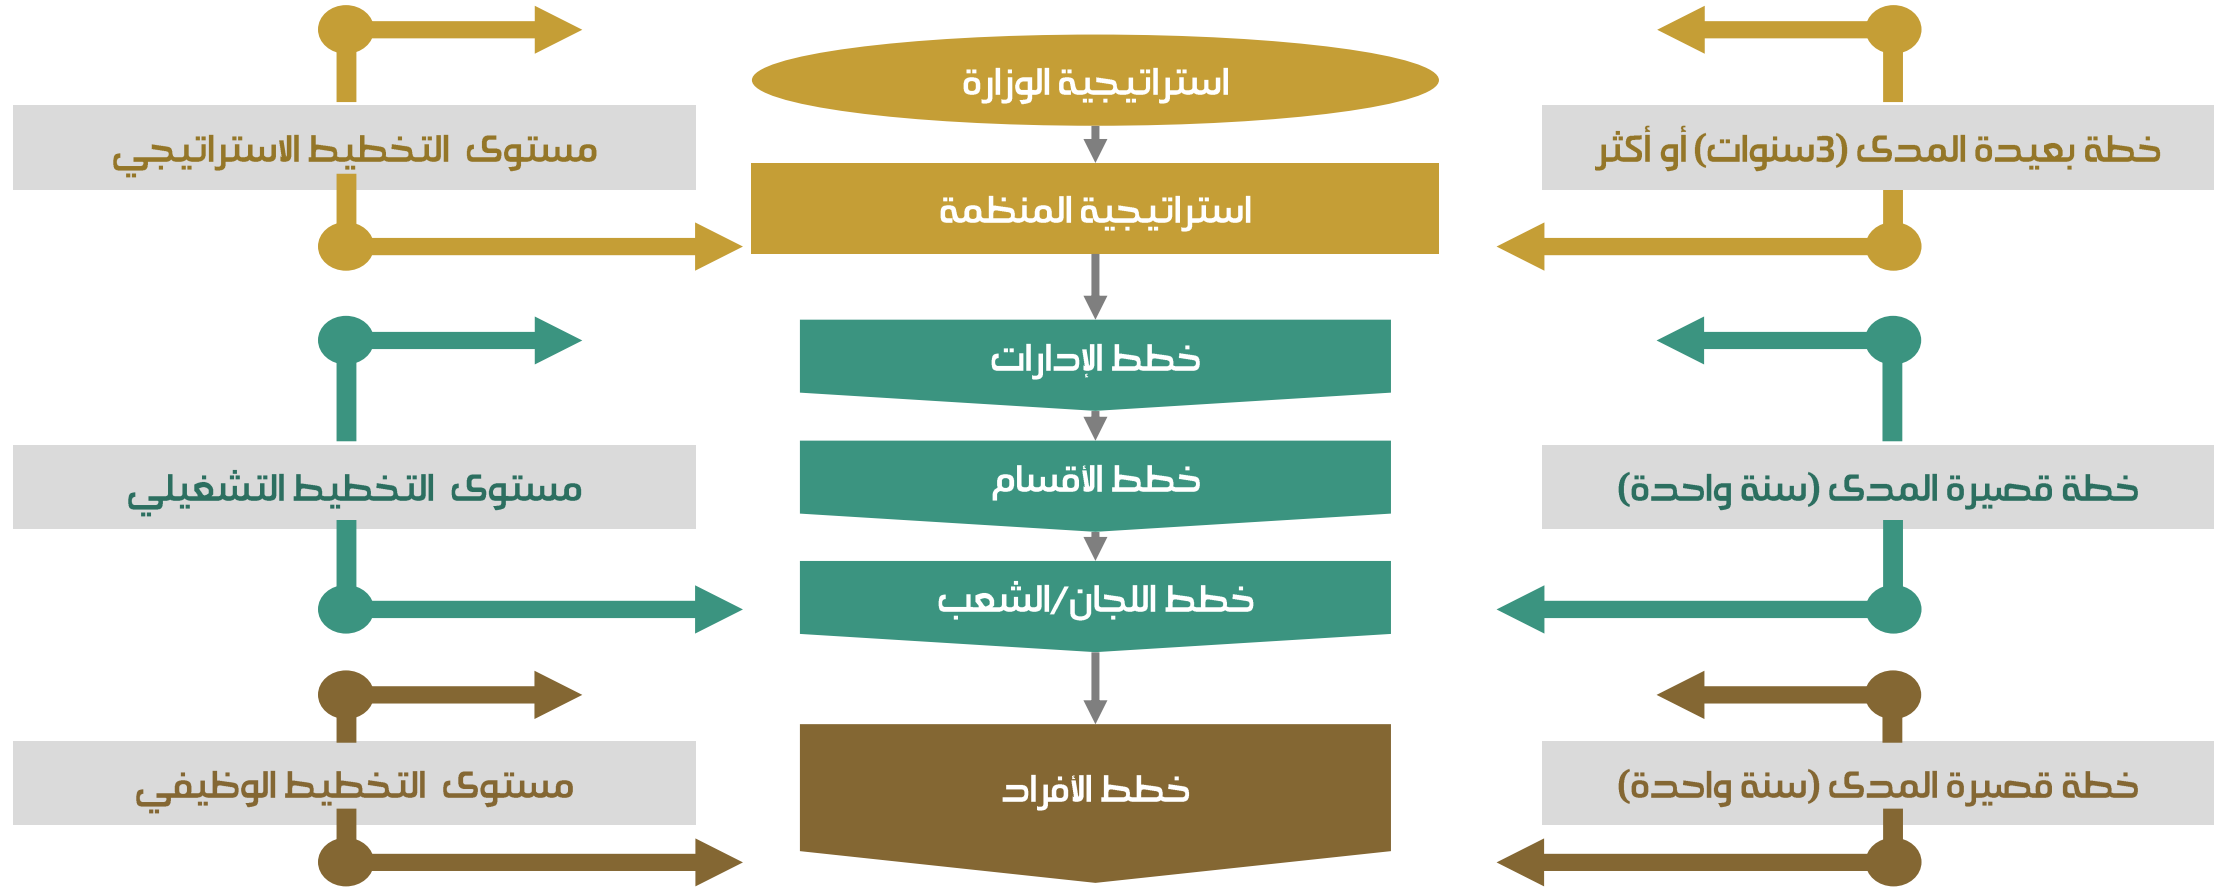 استراتيجية الوزارة
خطة بعيدة المدى (3سنوات) أو أكثر
مستوى التخطيط الاستراتيجي
استراتيجية المنظمة
خطط الإدارات
خطط الأقسام
خطة قصيرة المدى (سنة واحدة)
مستوى التخطيط التشغيلي
خطط اللجان/الشعب
خطة قصيرة المدى (سنة واحدة)
خطط الأفراد
مستوى التخطيط الوظيفي